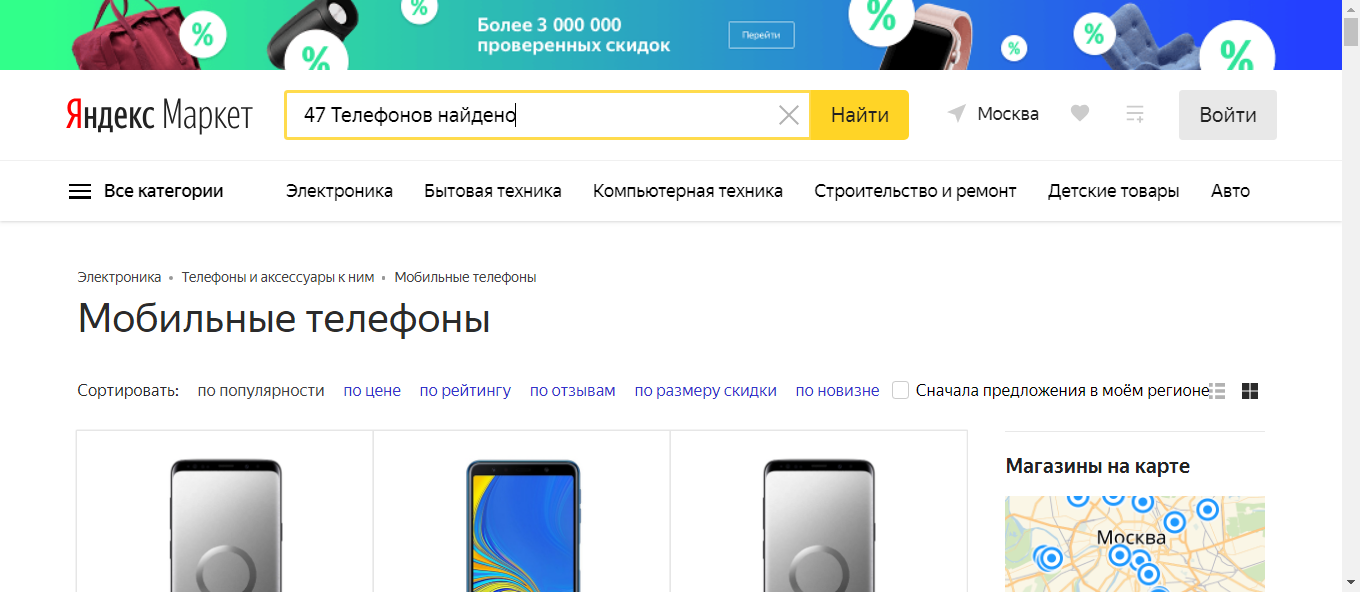 Более 3 000 000
проверенных скидок
Перейти
%
%
%
%
%
%
%
Яндекс Маркет
47 Телефонов найдено
Найти
Москва
Войти
Все категории
Электроника
Бытовая техника
Компьютерная техника
Строительство и ремонт
Детские товары
Авто
Электроника • Телефоны и аксессуары к ним • Мобильные телефоны
Мобильные телефоны
Сортировать: по популярности по цене по рейтингу по отзывам по размеру скидки по новизне Сначала предложения в моём регионе
Магазины на карте
Москва